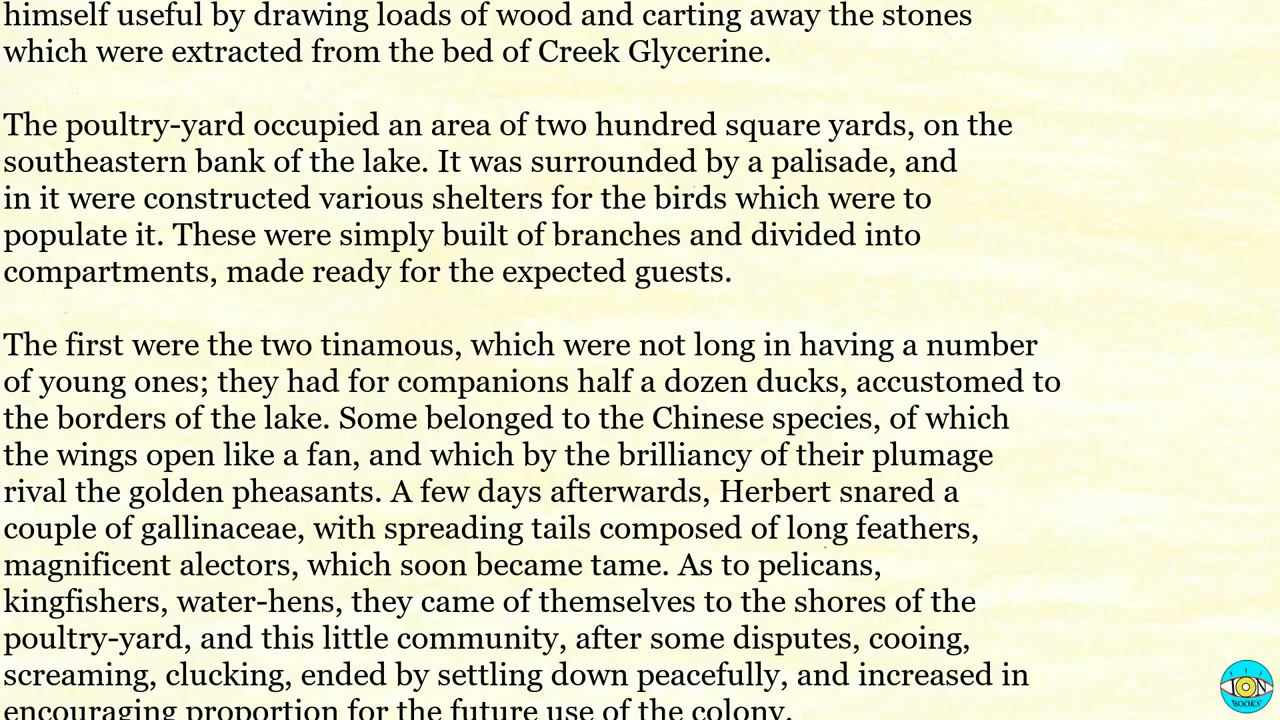 himself useful by drawing loads of wood and carting away the stones
which were extracted from the bed of Creek Glycerine.
The poultry-yard occupied an area of two hundred square yards, on the
southeastern bank of the lake. It was surrounded by a palisade, and
in it were constructed various shelters for the birds which were to
populate it. These were simply built of branches and divided into
compartments, made ready for the expected guests.
The first were the two tinamous, which were not long in having a number
of young ones; they had for companions half a dozen ducks, accustomed to
the borders of the lake. Some belonged to the Chinese species, of which
the wings open like a fan, and which by the brilliancy of their plumage
rival the golden pheasants. A few days afterwards, Herbert snared a
couple of gallinaceae, with spreading tails composed of long feathers,
magnificent alectors, which soon became tame. As to pelicans,
kingfishers, water-hens, they came of themselves to the shores of the
poultry-yard, and this little community, after some disputes, cooing,
screaming, clucking, ended by settling down peacefully, and increased in
encouraging proportion for the future use of the colony.
ION
BOOKS